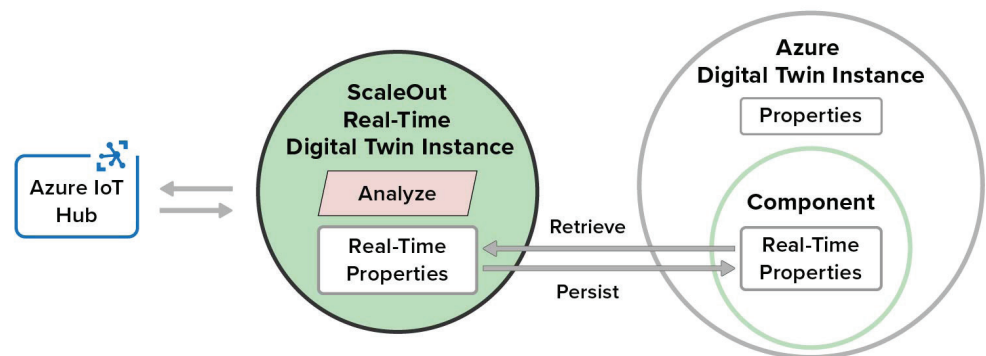 Azure IoT
Hub
ScaleOut
Real-Time
Digital Twin Instance
Analyze
Real-Time
Properties
Retrieve
Persist
Azure
Digital Twin Instance
Properties
Component
Real-Time
Properties